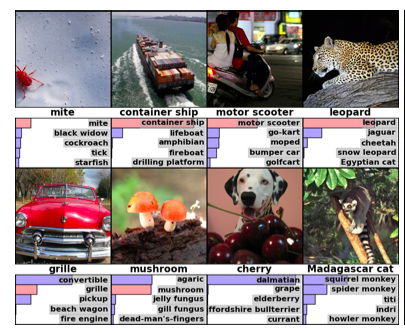 mite
container ship
motor scooter
leopard
mite
black widow
cockroach
tick
starfish
container ship
lifeboat
amphibian
fireboat
drilling platform
motor scooter
go-kart
moped
bumper car
golfcart
leopard
jaguar
cheetah
snow leopard
Egyptian cat
grille
mushroom
cherry
Madagascar cat
convertible
grille
pickup
beach wagon
fire engine
agaric
mushroom
jelly fungus
gill fungus
dead-man's-fingers
dalmatian
grape
elderberry
ffordshire bullterrier
currant
squirrel monkey
spider monkey
titi
indri
howler monkey